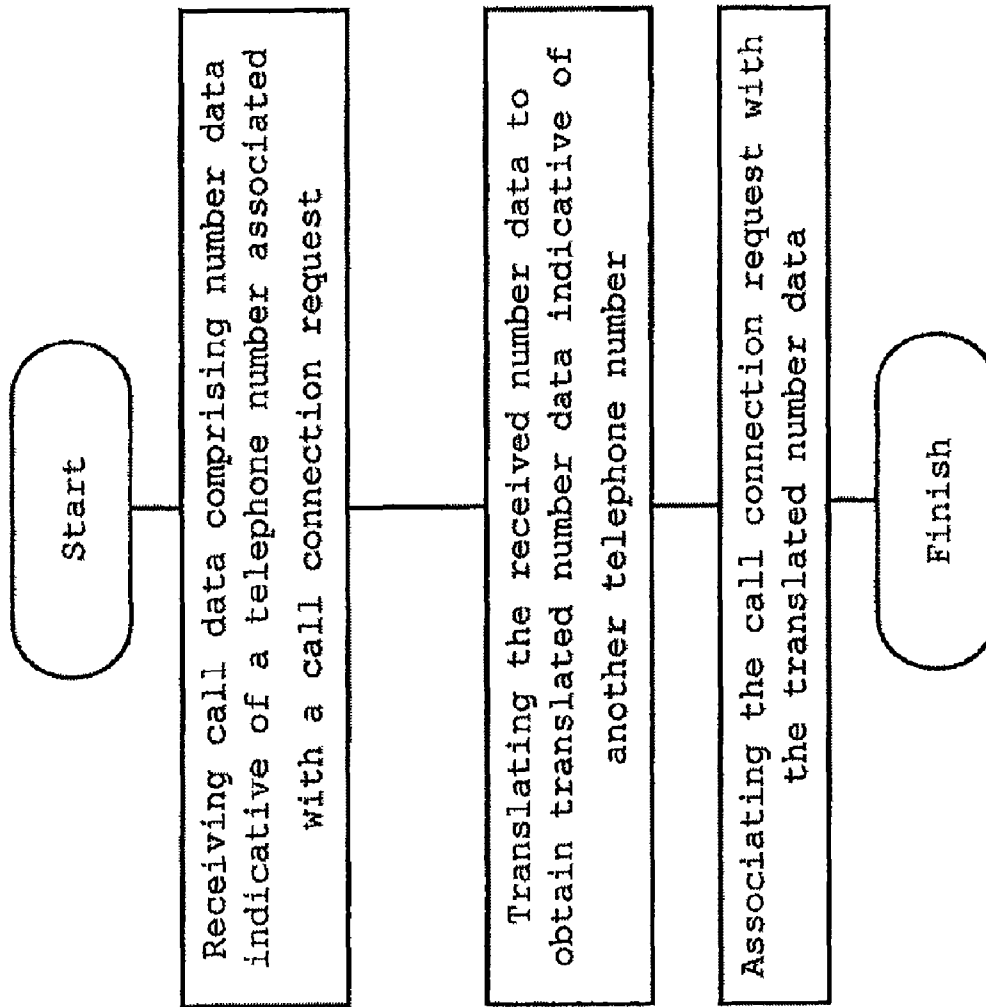 Start
Receiving call data comprising number data
indicative of a telephone number associated
with a call connection request
Translating the received number data to
obtain translated number data indicative of
another telephone number
Associating the call connection request with
the translated number data
Finish